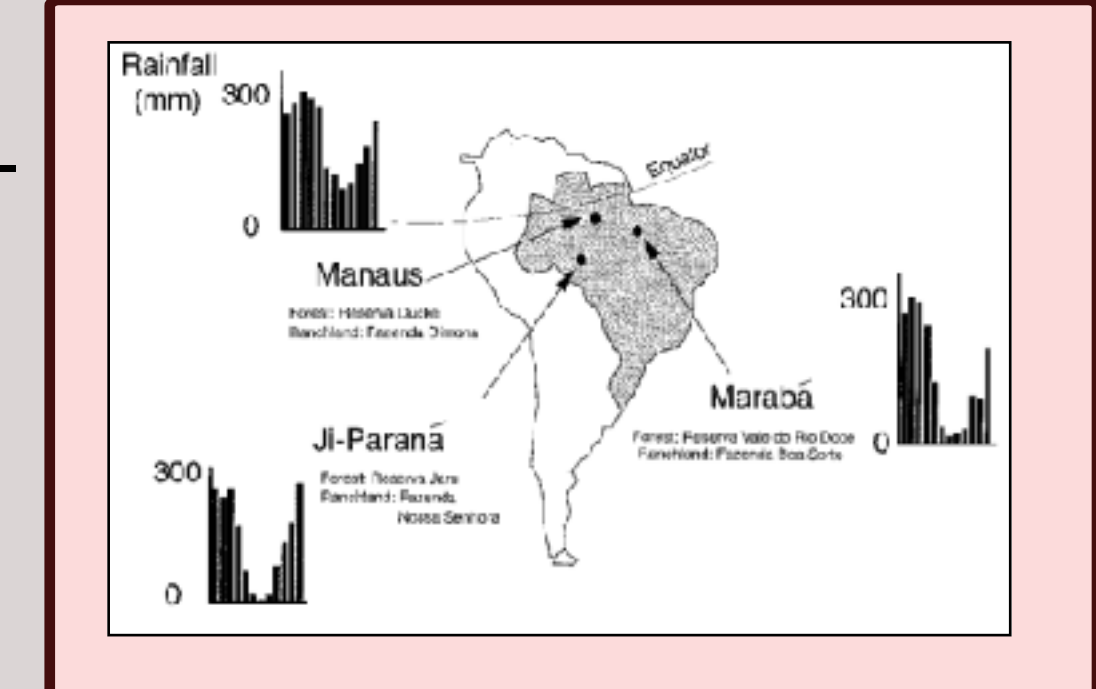 Rainfall
(mm)
300
0
Equator
Manaus
Forest: Reserva Ducke
Ranchland: Fazenda Dimona
300
0
Marabá
Forest: Reserva Vale do Rio Doce
Ranchland: Fazenda Boa Sorte
Ji-Paraná
300
0
Forest: Reserva Jaru
Ranchland: Fazenda
Nossa Senhora